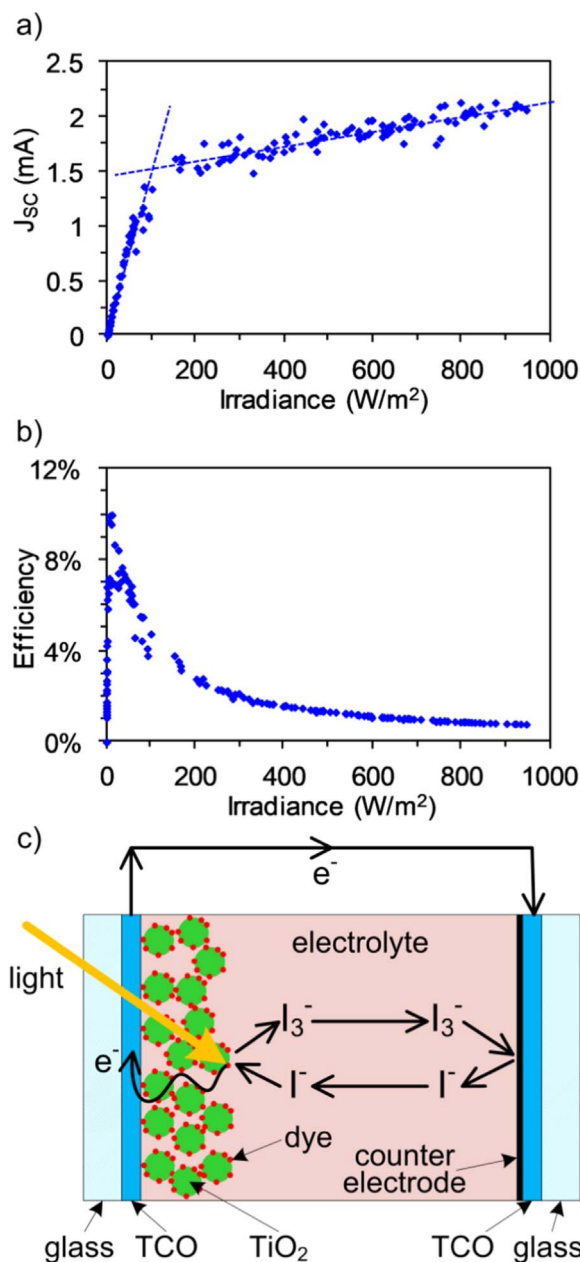 a)
2.5
2
1.5
1
0.5
0
J_SC (mA)
0 200 400 600 800 1000
Irradiance (W/m²)
b)
12%
8%
4%
0%
Efficiency
0 200 400 600 800 1000
Irradiance (W/m²)
c)
e⁻
light
electrolyte
I₃⁻ I₃⁻
e⁻
I⁻ I⁻
dye
counter
electrode
glass TCO TiO₂ TCO glass